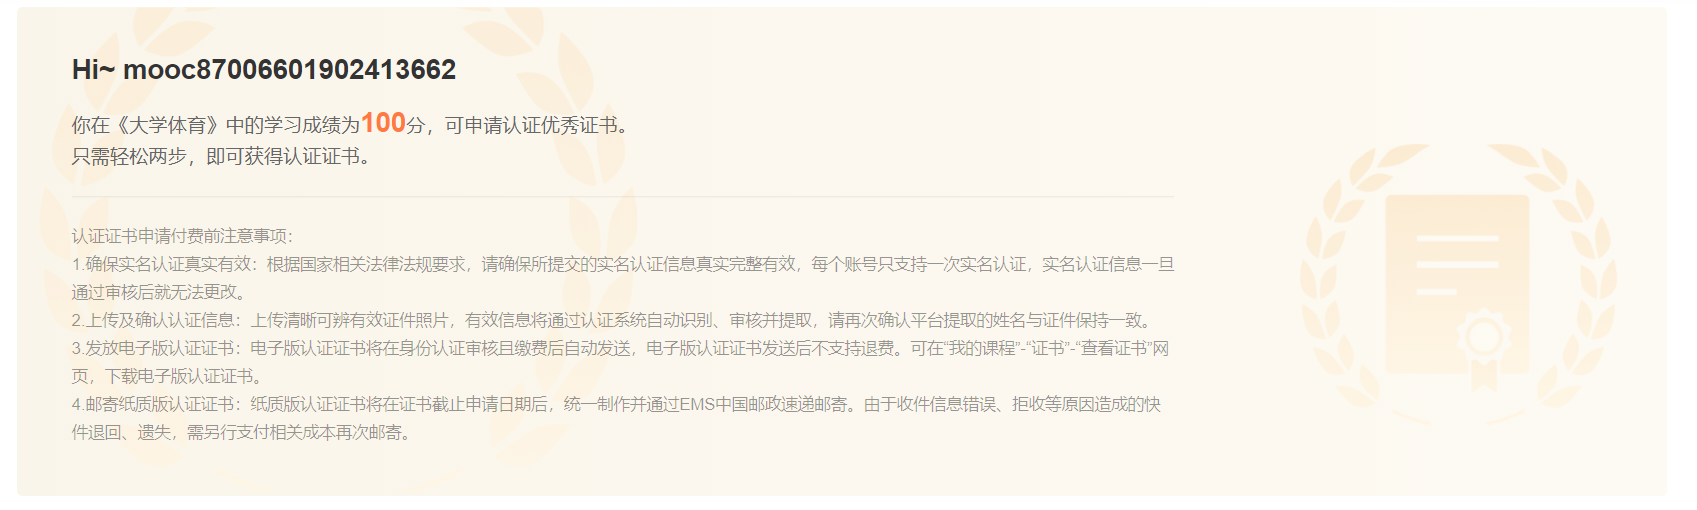 Hi~ mooc87006601902413662
你在《大学体育》中的学习成绩为100分，可申请认证优秀证书。
只需轻松两步，即可获得认证证书。
认证证书申请付费前注意事项：
1.确保实名认证真实有效：根据国家相关法律法规要求，请确保所提交的实名认证信息真实完整有效，每个账号只支持一次实名认证，实名认证信息一旦
通过审核后就无法更改。
2.上传及确认认证信息：上传清晰可辨有效证件照片，有效信息将通过认证系统自动识别、审核并提取，请再次确认平台提取的姓名与证件保持一致。
3.发放电子版认证证书：电子版认证证书将在身份认证审核且缴费后自动发送，电子版认证证书发送后不支持退费。可在“我的课程”-“证书”-“查看证书”网
页，下载电子版认证证书。
4.邮寄纸质版认证证书：纸质版认证证书将在证书截止申请日期后，统一制作并通过EMS中国邮政速递邮寄。由于收件信息错误、拒收等原因造成的快
件退回、遗失，需另行支付相关成本再次邮寄。